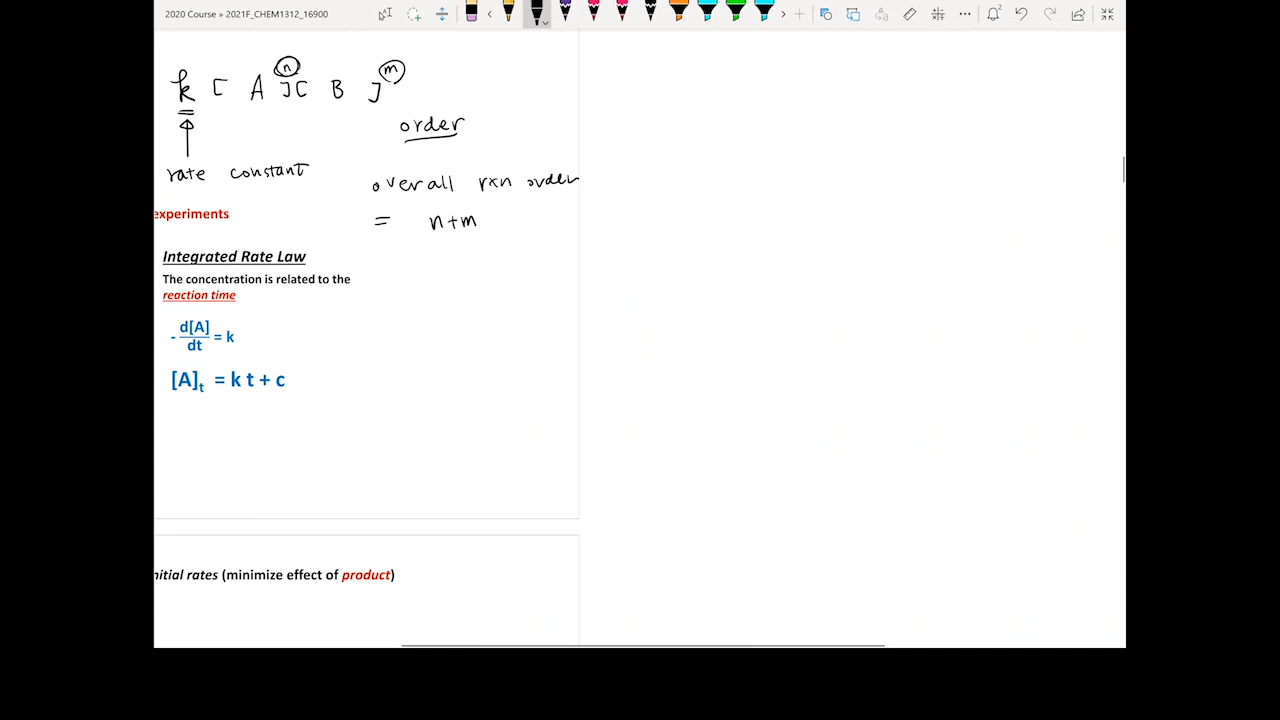 2020 Course » 2021F_CHEM1312_16900
k [ A ]ⁿ [ B ]ᵐ
order
rate constant
overall rxn order
= n+m
experiments
Integrated Rate Law
The concentration is related to the
reaction time
- d[A]/dt = k
[A]t = k t + c
nitial rates (minimize effect of product)